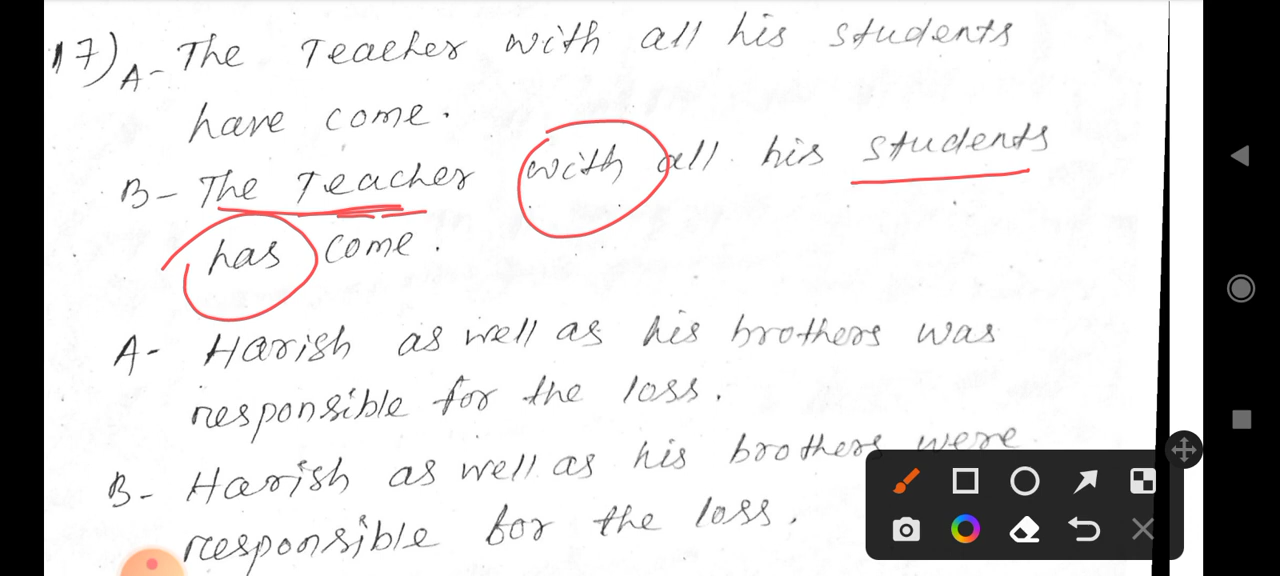 17) A- The Teacher with all his students
have come.
B- The Teacher with all his students
has come.
A- Harish as well as his brothers was
responsible for the loss.
B- Harish as well as his brothers were
responsible for the loss.